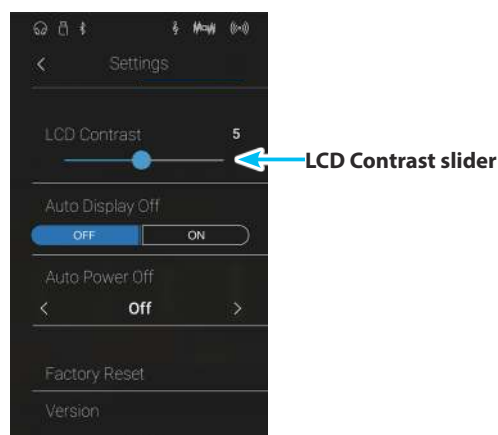 Settings
LCD Contrast 5
LCD Contrast slider
Auto Display Off
OFF ON
Auto Power Off
Off
Factory Reset
Version